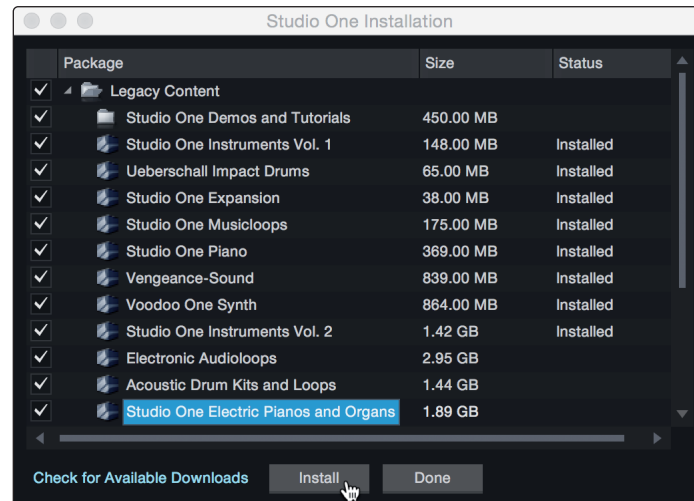 Studio One Installation
Package Size Status
Legacy Content
Studio One Demos and Tutorials 450.00 MB
Studio One Instruments Vol. 1 148.00 MB Installed
Ueberschall Impact Drums 65.00 MB Installed
Studio One Expansion 38.00 MB Installed
Studio One Musicloops 175.00 MB Installed
Studio One Piano 369.00 MB Installed
Vengeance-Sound 839.00 MB Installed
Voodoo One Synth 864.00 MB Installed
Studio One Instruments Vol. 2 1.42 GB Installed
Electronic Audioloops 2.95 GB
Acoustic Drum Kits and Loops 1.44 GB
Studio One Electric Pianos and Organs 1.89 GB
Check for Available Downloads Install Done